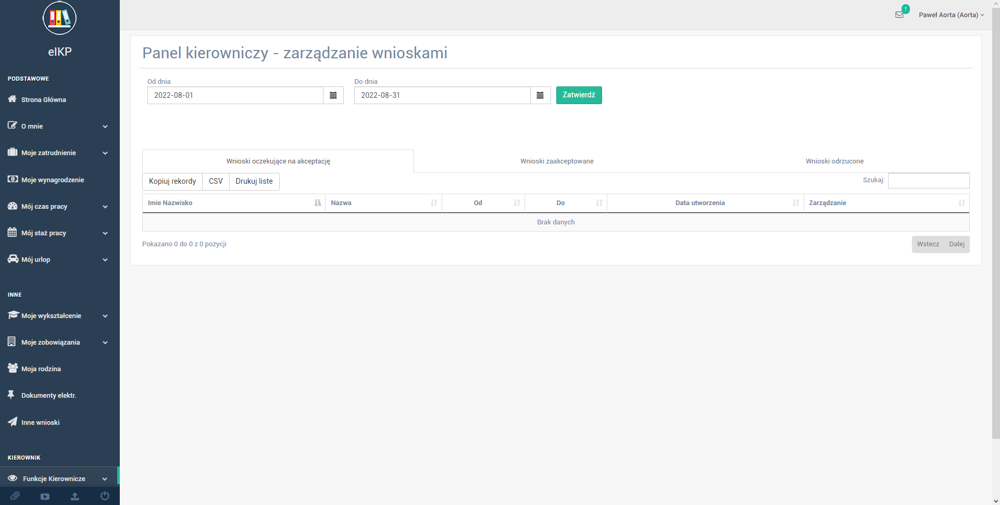 eIKP
PODSTAWOWE
Strona Główna
O mnie
Moje zatrudnienie
Moje wynagrodzenie
Mój czas pracy
Mój staż pracy
Mój urlop
INNE
Moje wykształcenie
Moje zobowiązania
Moja rodzina
Dokumenty elektr.
Inne wnioski
KIEROWNIK
Funkcje Kierownicze
!
Paweł Aorta (Aorta)
Panel kierowniczy - zarządzanie wnioskami
Od dnia Do dnia
2022-08-01 2022-08-31 Zatwierdź
Wnioski oczekujące na akceptację Wnioski zaakceptowane Wnioski odrzucone
Kopiuj rekordy CSV Drukuj liste Szukaj:
Imie Nazwisko Nazwa Od Do Data utworzenia Zarządzanie
Brak danych
Pokazano 0 do 0 z 0 pozycji Wstecz Dalej